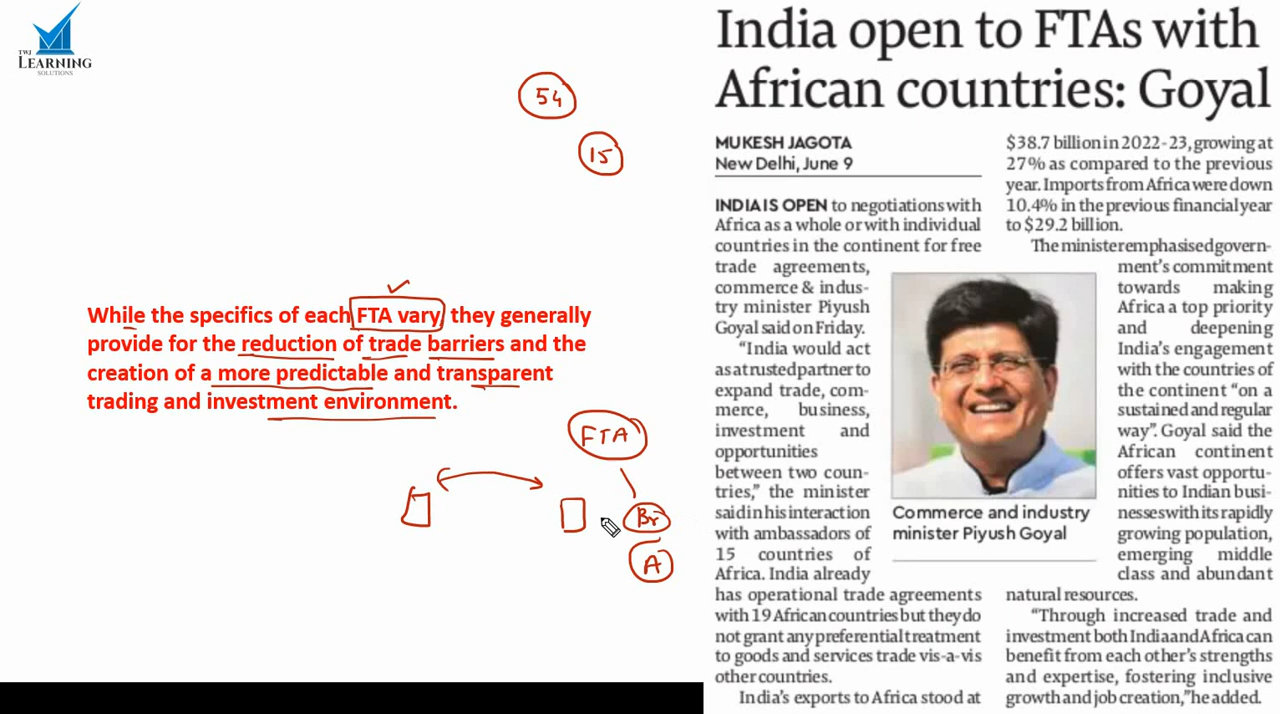 TWJ
LEARNING
SOLUTIONS
54
15
While the specifics of each FTA vary, they generally
provide for the reduction of trade barriers and the
creation of a more predictable and transparent
trading and investment environment.
FTA
Br
A
India open to FTAs with
African countries: Goyal
MUKESH JAGOTA
New Delhi, June 9
INDIA IS OPEN to negotiations with
Africa as a whole or with individual
countries in the continent for free
trade agreements,
commerce & indus-
try minister Piyush
Goyal said on Friday.
"India would act
as a trusted partner to
expand trade, com-
merce, business,
investment and
opportunities
between two coun-
tries," the minister
said in his interaction
with ambassadors of
15 countries of
Africa. India already
has operational trade agreements
with 19 African countries but they do
not grant any preferential treatment
to goods and services trade vis-a-vis
other countries.
India's exports to Africa stood at
$38.7 billion in 2022-23, growing at
27% as compared to the previous
year. Imports from Africa were down
10.4% in the previous financial year
to $29.2 billion.
The minister emphasised govern-
ment's commitment
towards making
Africa a top priority
and deepening
India's engagement
with the countries of
the continent "on a
sustained and regular
way". Goyal said the
African continent
offers vast opportu-
nities to Indian busi-
nesses with its rapidly
growing population,
emerging middle
class and abundant
natural resources.
"Through increased trade and
investment both India and Africa can
benefit from each other's strengths
and expertise, fostering inclusive
growth and job creation," he added.
Commerce and industry
minister Piyush Goyal